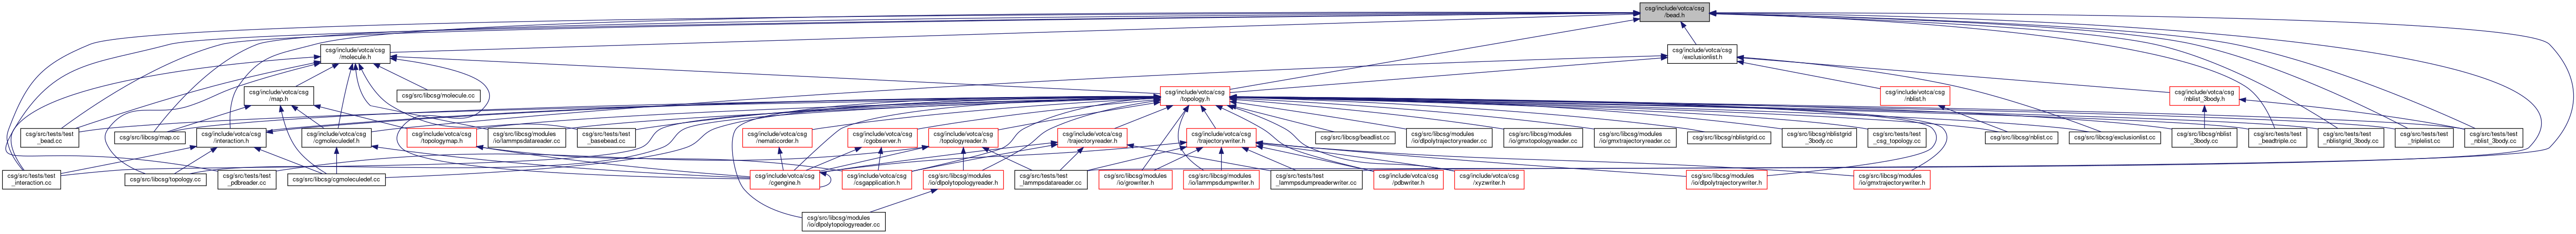 csg/include/votca/csg
/bead.h
csg/include/votca/csg
/molecule.h
csg/include/votca/csg
/exclusionlist.h
csg/include/votca/csg
/map.h
csg/src/libcsg/molecule.cc
csg/include/votca/csg
/topology.h
csg/include/votca/csg
/nblist.h
csg/include/votca/csg
/nblist_3body.h
csg/src/tests/test
_bead.cc
csg/src/libcsg/map.cc
csg/include/votca/csg
/interaction.h
csg/include/votca/csg
/cgmoleculedef.h
csg/include/votca/csg
/topologymap.h
csg/src/libcsg/modules
/io/lammpsdatareader.cc
csg/src/tests/test
_basebead.cc
csg/include/votca/csg
/nematicorder.h
csg/include/votca/csg
/cgobserver.h
csg/include/votca/csg
/topologyreader.h
csg/include/votca/csg
/trajectoryreader.h
csg/include/votca/csg
/trajectorywriter.h
csg/src/libcsg/beadlist.cc
csg/src/libcsg/modules
/io/dlpolytrajectoryreader.cc
csg/src/libcsg/modules
/io/gmxtopologyreader.cc
csg/src/libcsg/modules
/io/gmxtrajectoryreader.cc
csg/src/libcsg/nblistgrid.cc
csg/src/libcsg/nblistgrid
_3body.cc
csg/src/tests/test
_csg_topology.cc
csg/src/libcsg/nblist.cc
csg/src/libcsg/exclusionlist.cc
csg/src/libcsg/nblist
_3body.cc
csg/src/tests/test
_beadtriple.cc
csg/src/tests/test
_nblistgrid_3body.cc
csg/src/tests/test
_triplelist.cc
csg/src/tests/test
_nblist_3body.cc
csg/src/tests/test
_interaction.cc
csg/src/libcsg/topology.cc
csg/src/tests/test
_pdbreader.cc
csg/src/libcsg/cgmoleculedef.cc
csg/include/votca/csg
/cgengine.h
csg/include/votca/csg
/csgapplication.h
csg/src/libcsg/modules
/io/dlpolytopologyreader.h
csg/src/tests/test
_lammpsdatareader.cc
csg/src/libcsg/modules
/io/growriter.h
csg/src/libcsg/modules
/io/lammpsdumpwriter.h
csg/src/tests/test
_lammpsdumpreaderwriter.cc
csg/include/votca/csg
/pdbwriter.h
csg/include/votca/csg
/xyzwriter.h
csg/src/libcsg/modules
/io/dlpolytrajectorywriter.h
csg/src/libcsg/modules
/io/gmxtrajectorywriter.h
csg/src/libcsg/modules
/io/dlpolytopologyreader.cc